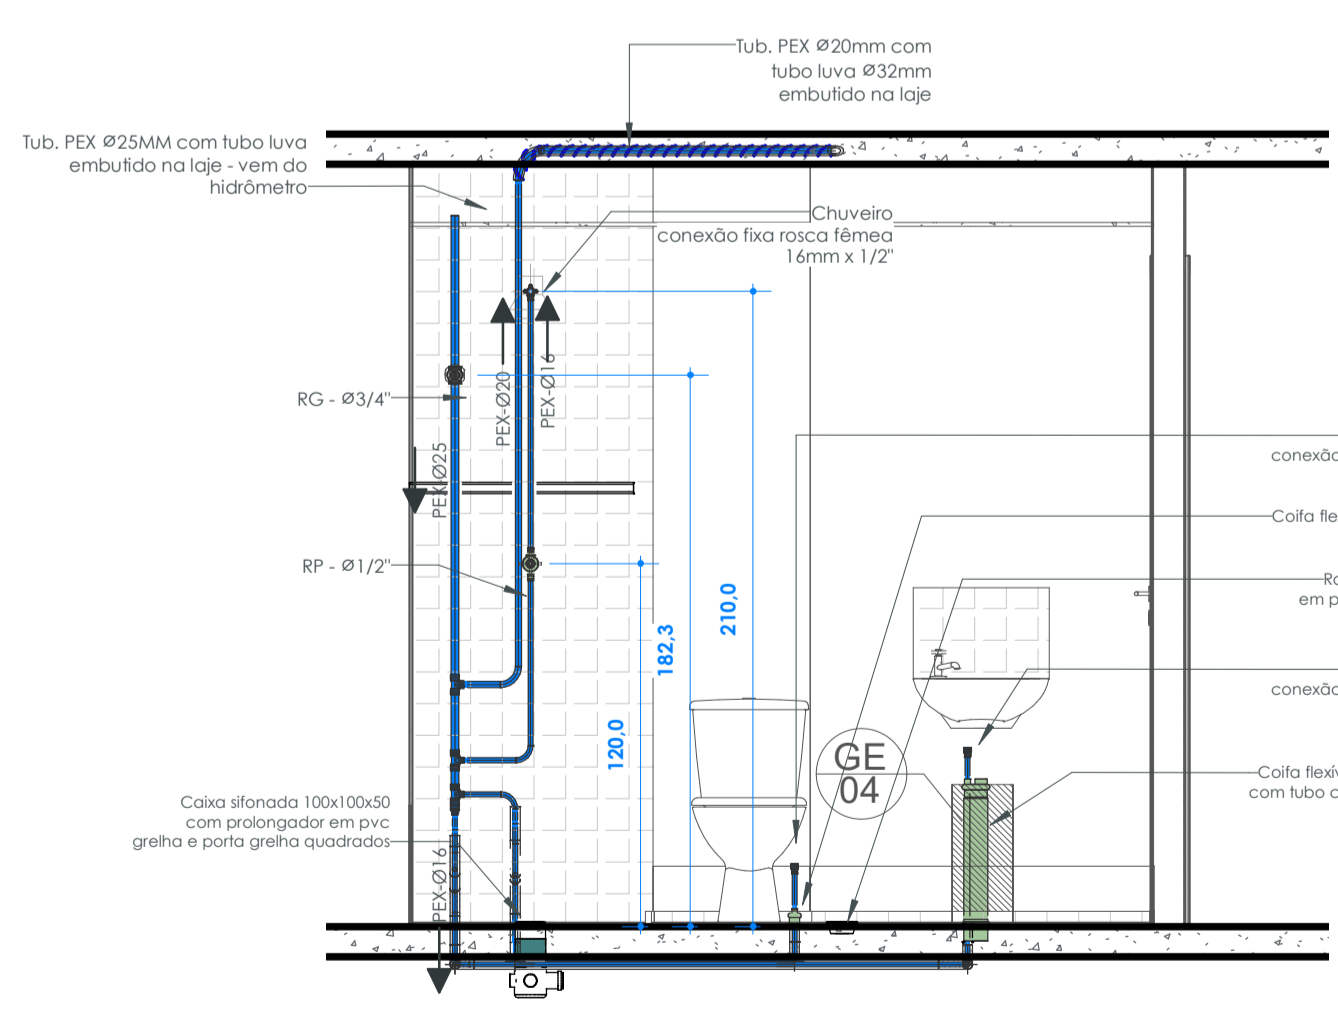 Tub. PEX Ø20mm com
tubo luva Ø32mm
embutido na laje
Tub. PEX Ø25MM com tubo luva
embutido na laje - vem do
hidrômetro
Chuveiro
conexão fixa rosca fêmea
16mm x 1/2"
RG - Ø3/4"
PEX-Ø20
PEX-Ø16
PEX-Ø25
conexão
Coifa fle
RP - Ø1/2"
em p
210,0
182,3
120,0
conexão
GE
04
Coifa flexív
com tubo
Caixa sifonada 100x100x50
com prolongador em pvc
grelha e porta grelha quadrados
PEX-Ø16